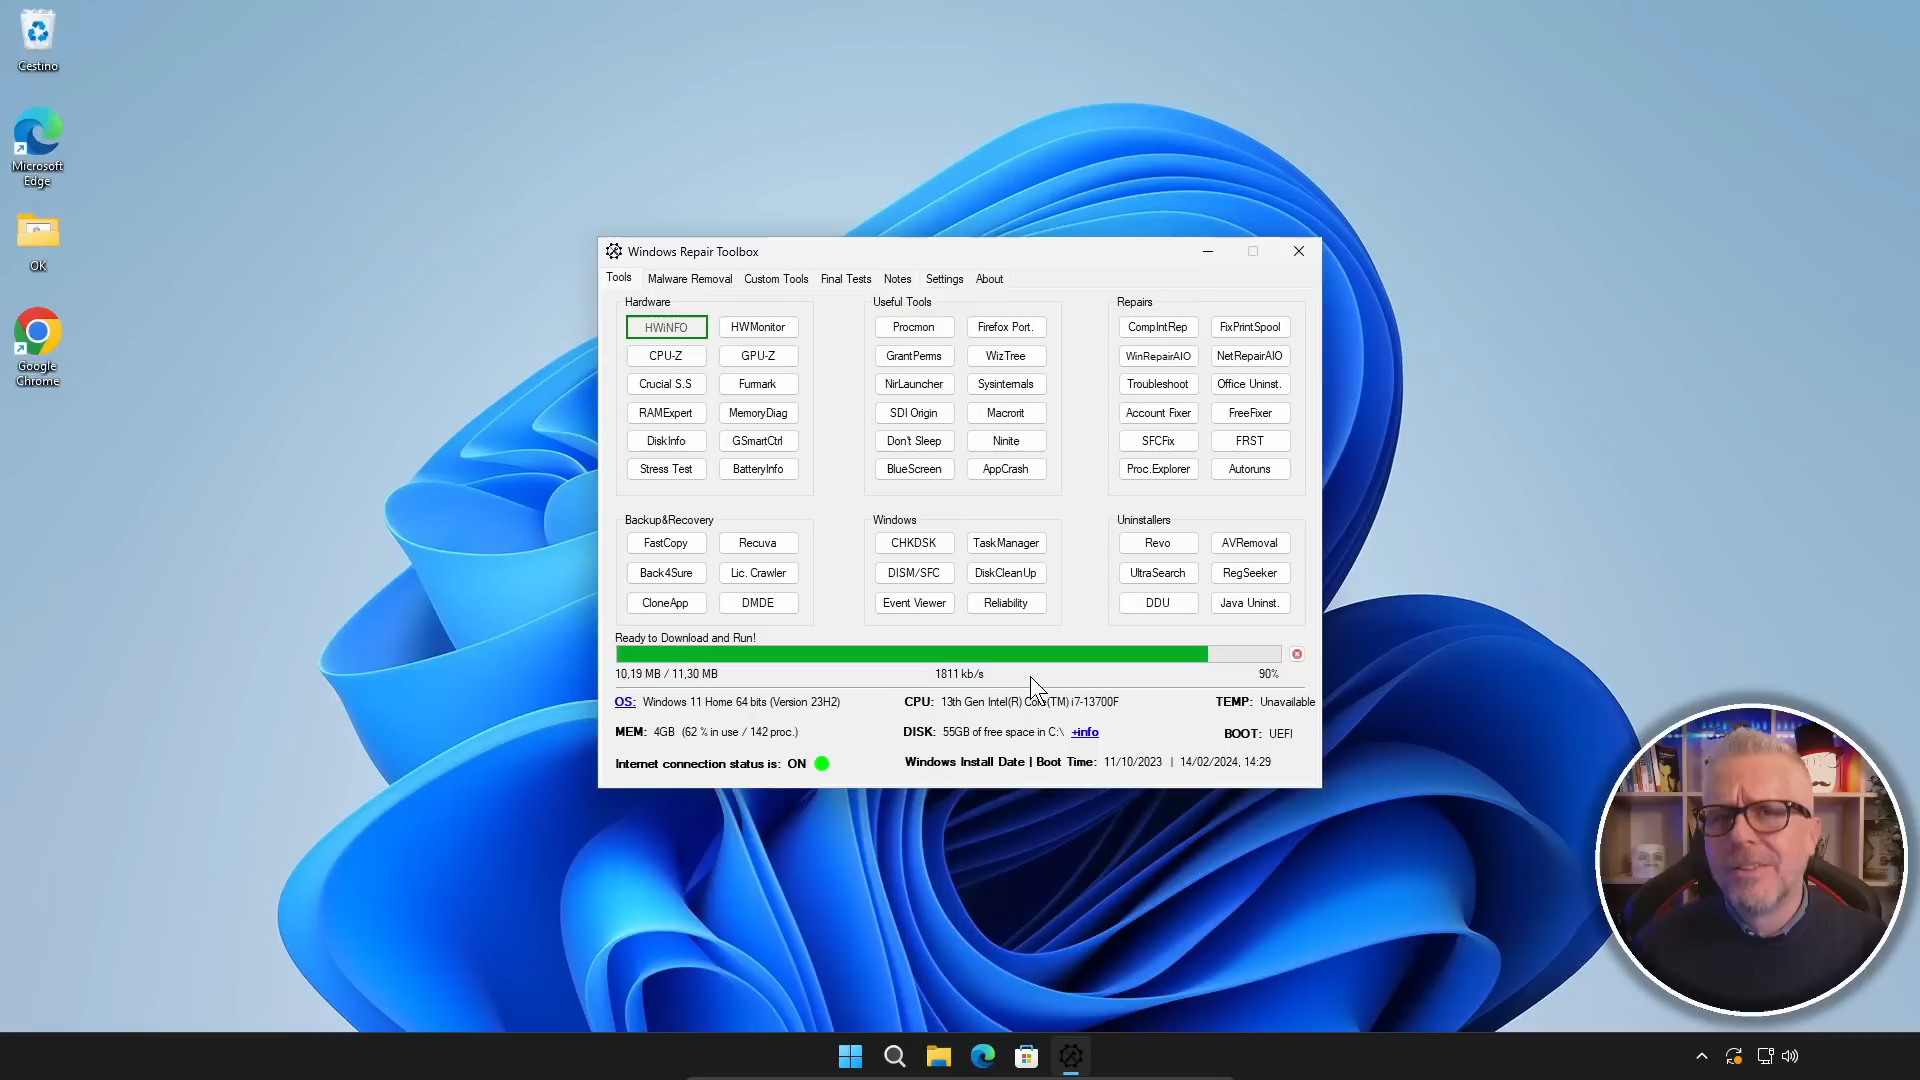 Cestino
Microsoft
Edge
OK
Google
Chrome
Windows Repair Toolbox
Tools Malware Removal Custom Tools Final Tests Notes Settings About
Hardware
HWiNFO HWMonitor
CPU-Z GPU-Z
Crucial S.S Furmark
RAMExpert MemoryDiag
DiskInfo GSmartCtrl
Stress Test BatteryInfo
Useful Tools
Procmon Firefox Port.
GrantPerms WizTree
NirLauncher Sysinternals
SDI Origin Macrorit
Don't Sleep Ninite
BlueScreen AppCrash
Repairs
CompIntRep FixPrintSpool
WinRepairAIO NetRepairAIO
Troubleshoot Office Uninst.
Account Fixer FreeFixer
SFCFix FRST
Proc.Explorer Autoruns
Backup&Recovery
FastCopy Recuva
Back4Sure Lic. Crawler
CloneApp DMDE
Windows
CHKDSK TaskManager
DISM/SFC DiskCleanUp
Event Viewer Reliability
Uninstallers
Revo AVRemoval
UltraSearch RegSeeker
DDU Java Uninst.
Ready to Download and Run!
10,19 MB / 11,30 MB 1811 kb/s 90%
OS: Windows 11 Home 64 bits (Version 23H2) CPU: 13th Gen Intel(R) Core(TM) i7-13700F TEMP: Unavailable
MEM: 4GB (62 % in use / 142 proc.) DISK: 55GB of free space in C:\ +info BOOT: UEFI
Internet connection status is: ON Windows Install Date | Boot Time: 11/10/2023 | 14/02/2024, 14:29